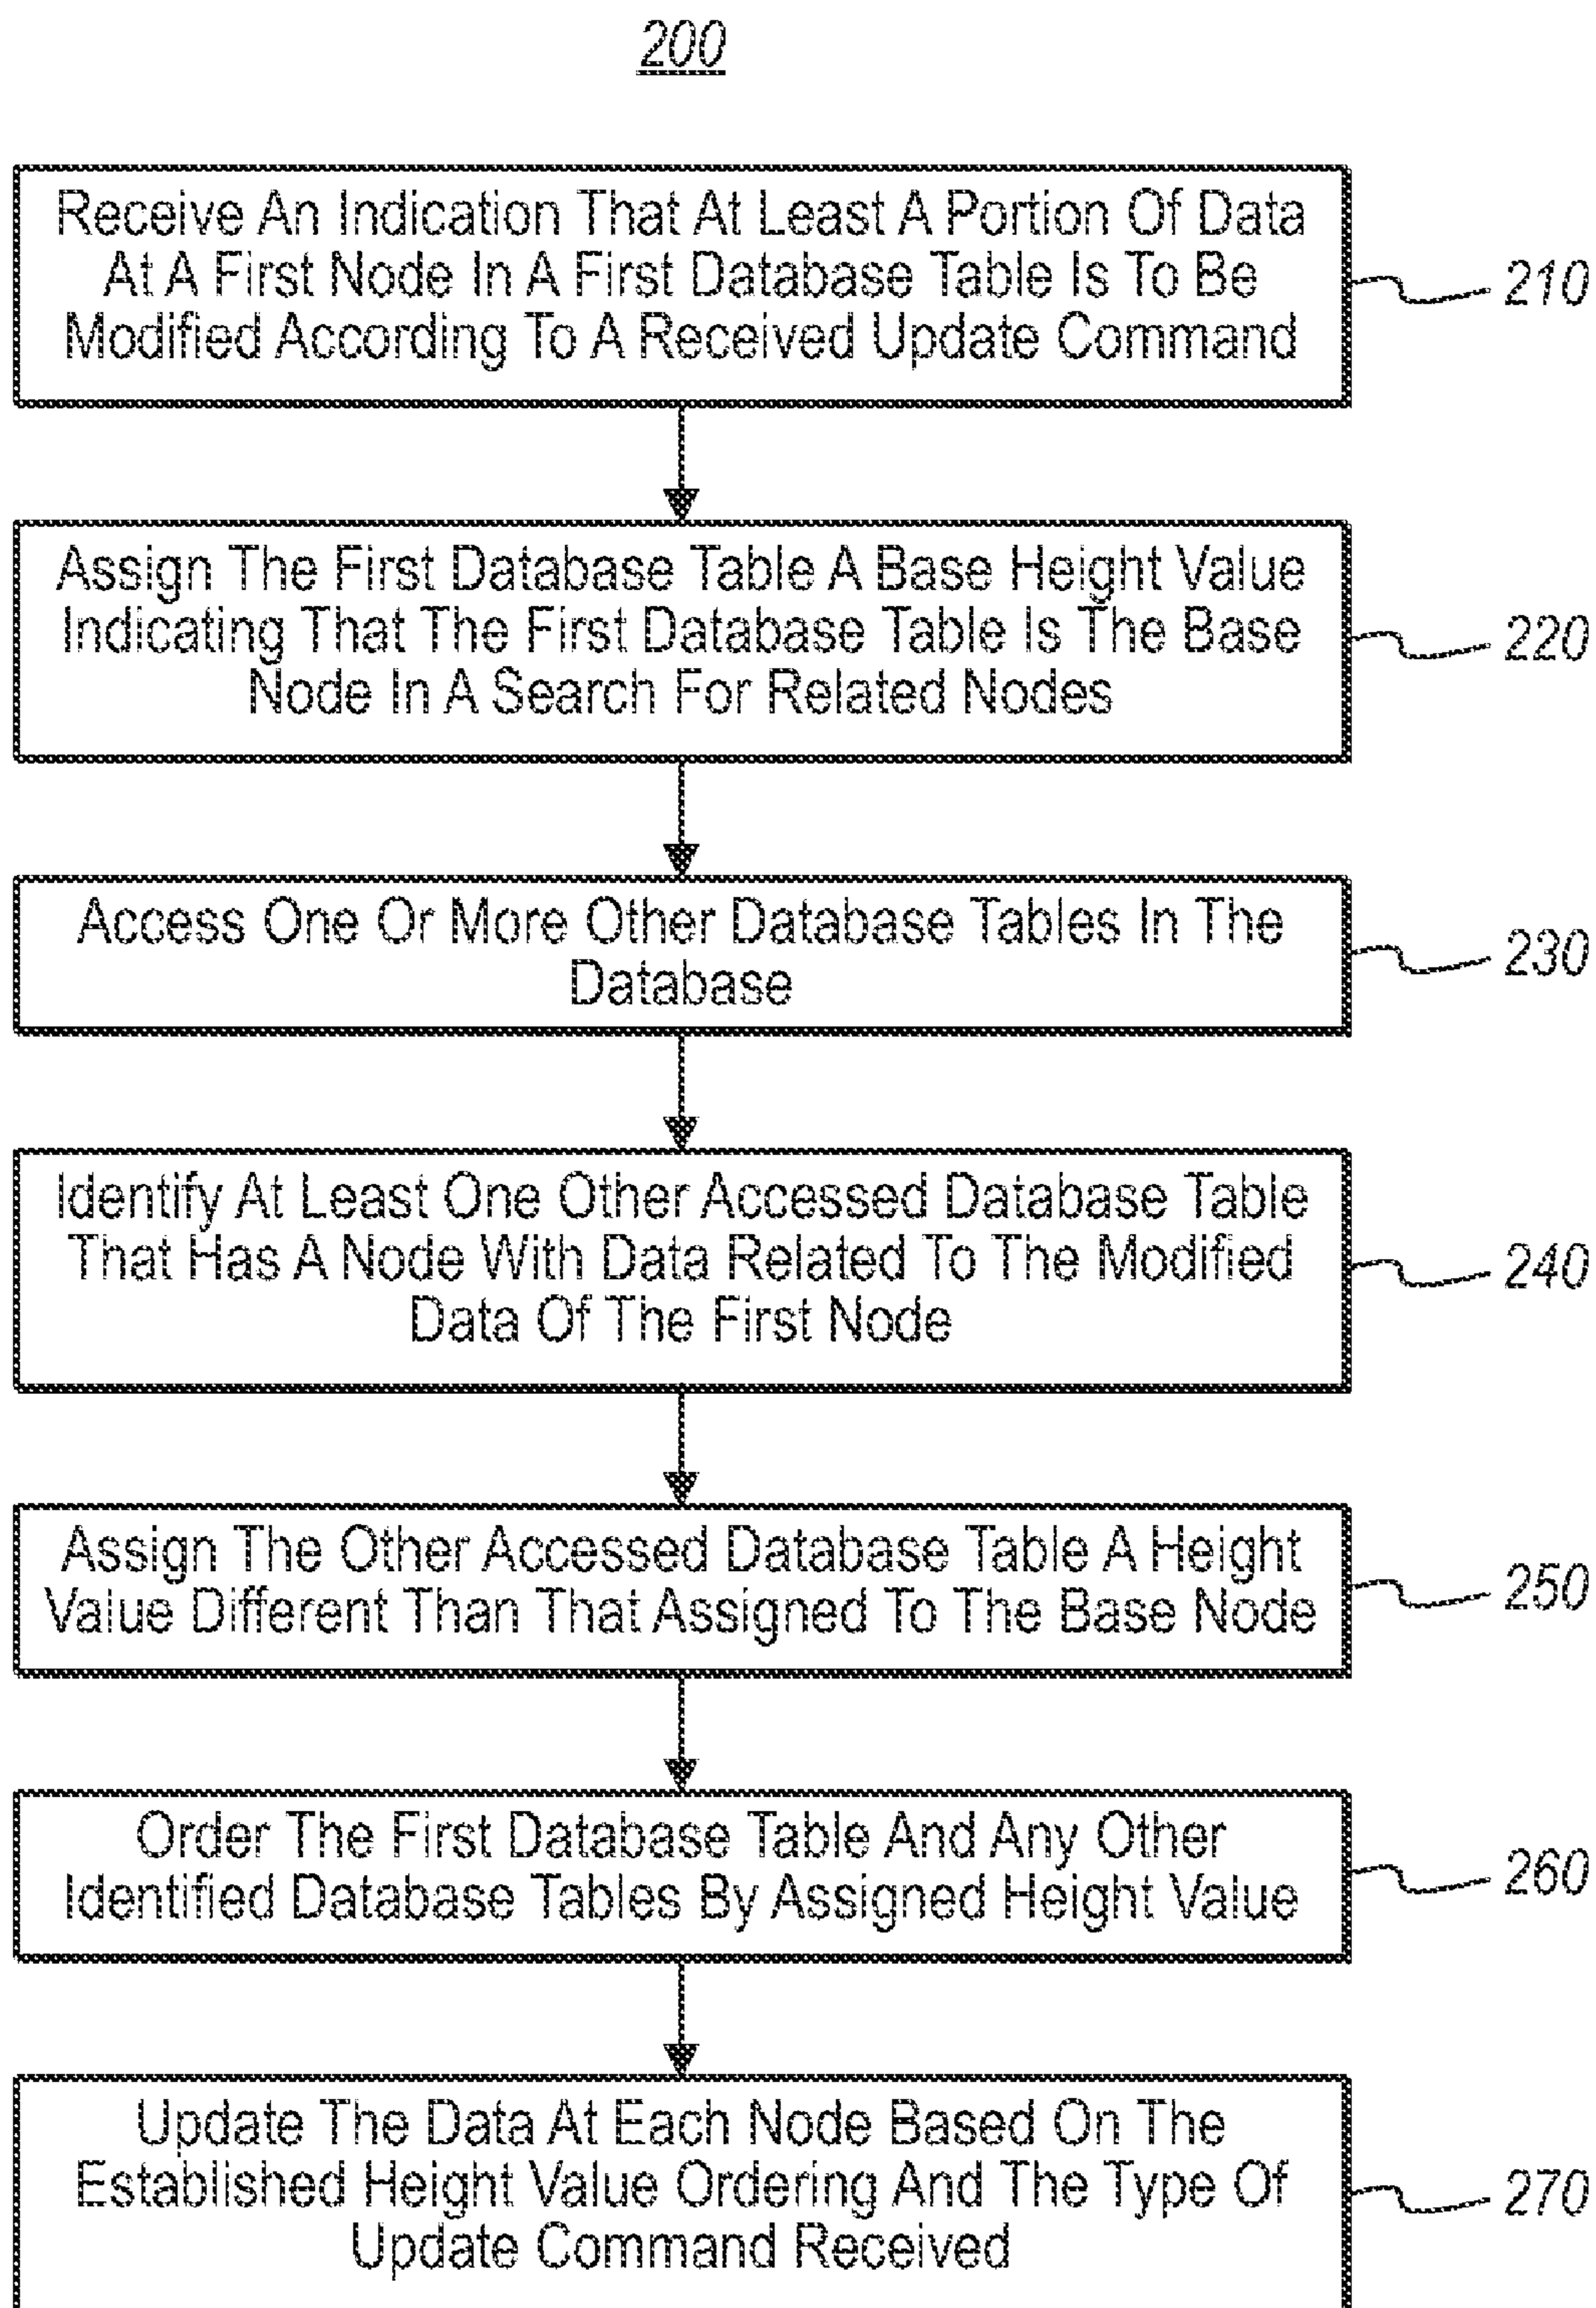 200
Receive An Indication That At Least A Portion Of Data
At A First Node In A First Database Table Is To Be
Modified According To A Received Update Command
210
Assign The First Database Table A Base Height Value
Indicating That The First Database Table Is The Base
Node In A Search For Related Nodes
220
Access One Or More Other Database Tables In The
Database
230
Identify At Least One Other Accessed Database Table
That Has A Node With Data Related To The Modified
Data Of The First Node
240
Assign The Other Accessed Database Table A Height
Value Different Than That Assigned To The Base Node
250
Order The First Database Table And Any Other
Identified Database Tables By Assigned Height Value
260
Update The Data At Each Node Based On The
Established Height Value Ordering And The Type Of
Update Command Received
270